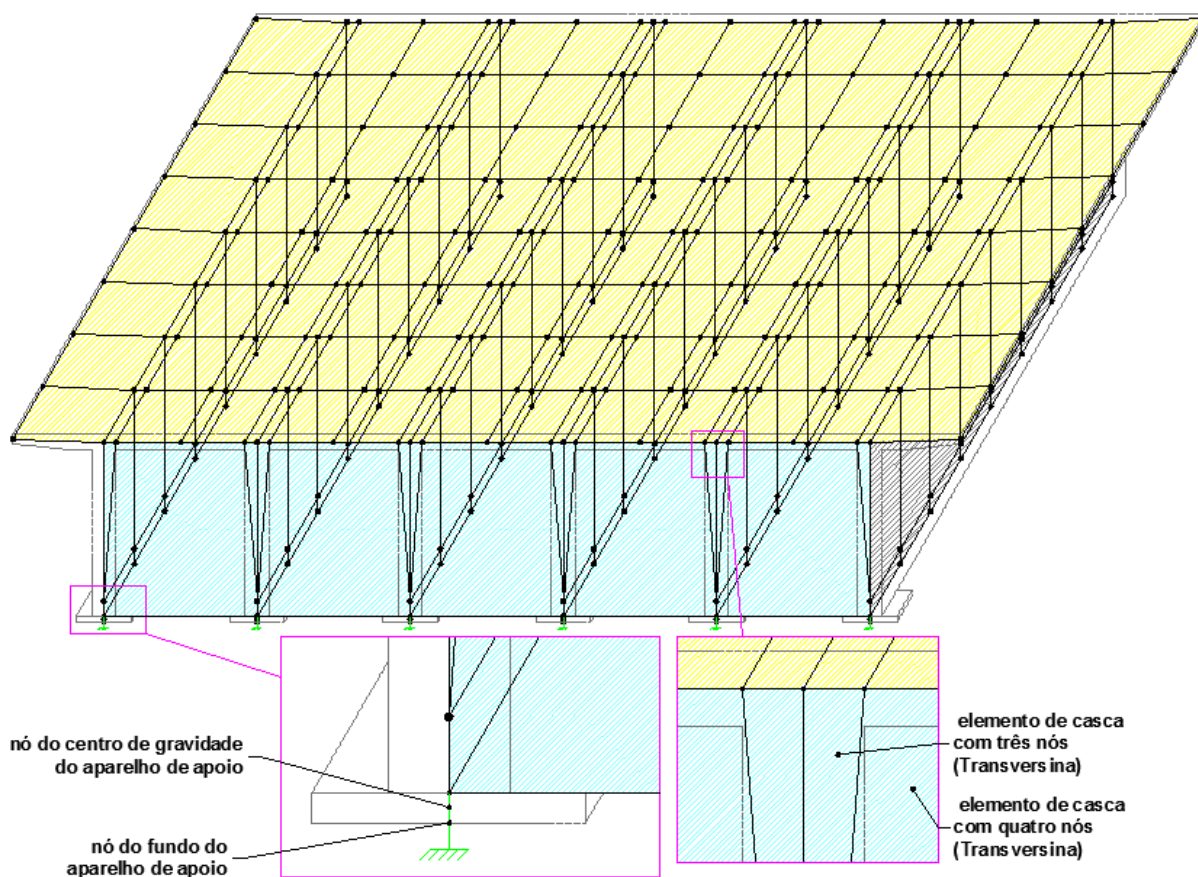 nó do centro de gravidade
do aparelho de apoio
nó do fundo do
aparelho de apoio
elemento de casca
com três nós
(Transversina)
elemento de casca
com quatro nós
(Transversina)